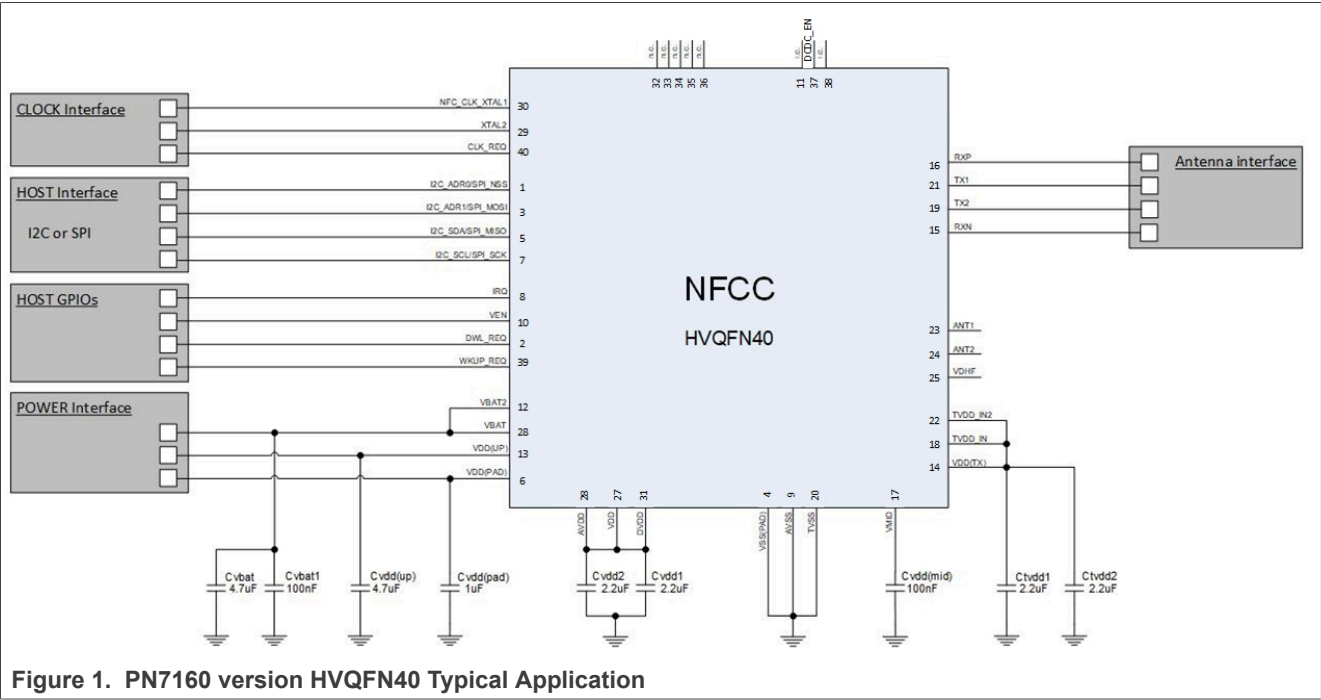 n.c.
n.c.
n.c.
n.c.
n.c.
i.c.
DCDC_EN
i.c.
32
33
34
35
36
11
37
38
CLOCK Interface
NFC_CLK_XTAL1
30
XTAL2
29
CLK_REQ
40
HOST Interface
I2C or SPI
I2C_ADR0/SPI_NSS
1
I2C_ADR1/SPI_MOSI
3
I2C_SDA/SPI_MISO
5
I2C_SCL/SPI_SCK
7
HOST GPIOs
IRQ
8
VEN
10
DWL_REQ
2
WKUP_REQ
39
POWER Interface
VBAT2
12
VBAT
28
VDD(UP)
13
VDD(PAD)
6
NFCC
HVQFN40
16
RXP
21
TX1
19
TX2
15
RXN
Antenna interface
23
ANT1
24
ANT2
25
VDHF
22
TVDD_IN2
18
TVDD_IN
14
VDD(TX)
28
27
31
4
9
20
17
AVDD
VDD
DVDD
VSS(PAD)
AVSS
TVSS
VMID
Cvbat
4.7uF
Cvbat1
100nF
Cvdd(up)
4.7uF
Cvdd(pad)
1uF
Cvdd2
2.2uF
Cvdd1
2.2uF
Cvdd(mid)
100nF
Ctvdd1
2.2uF
Ctvdd2
2.2uF
Figure 1. PN7160 version HVQFN40 Typical Application